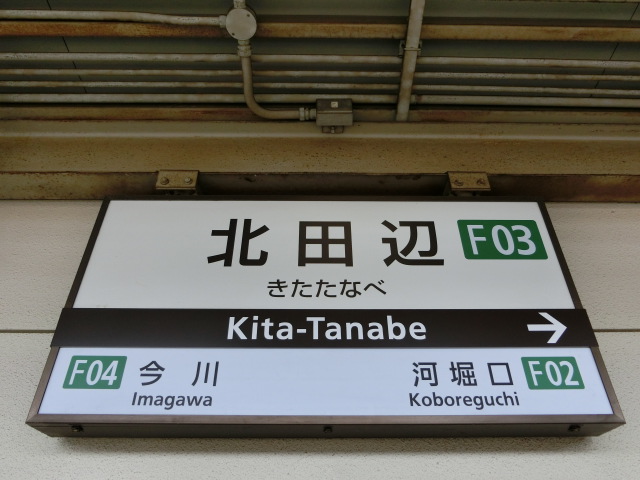 北田辺 F03
きたたなべ
Kita-Tanabe →
F04 今川 河堀口 F02
Imagawa Koboreguchi